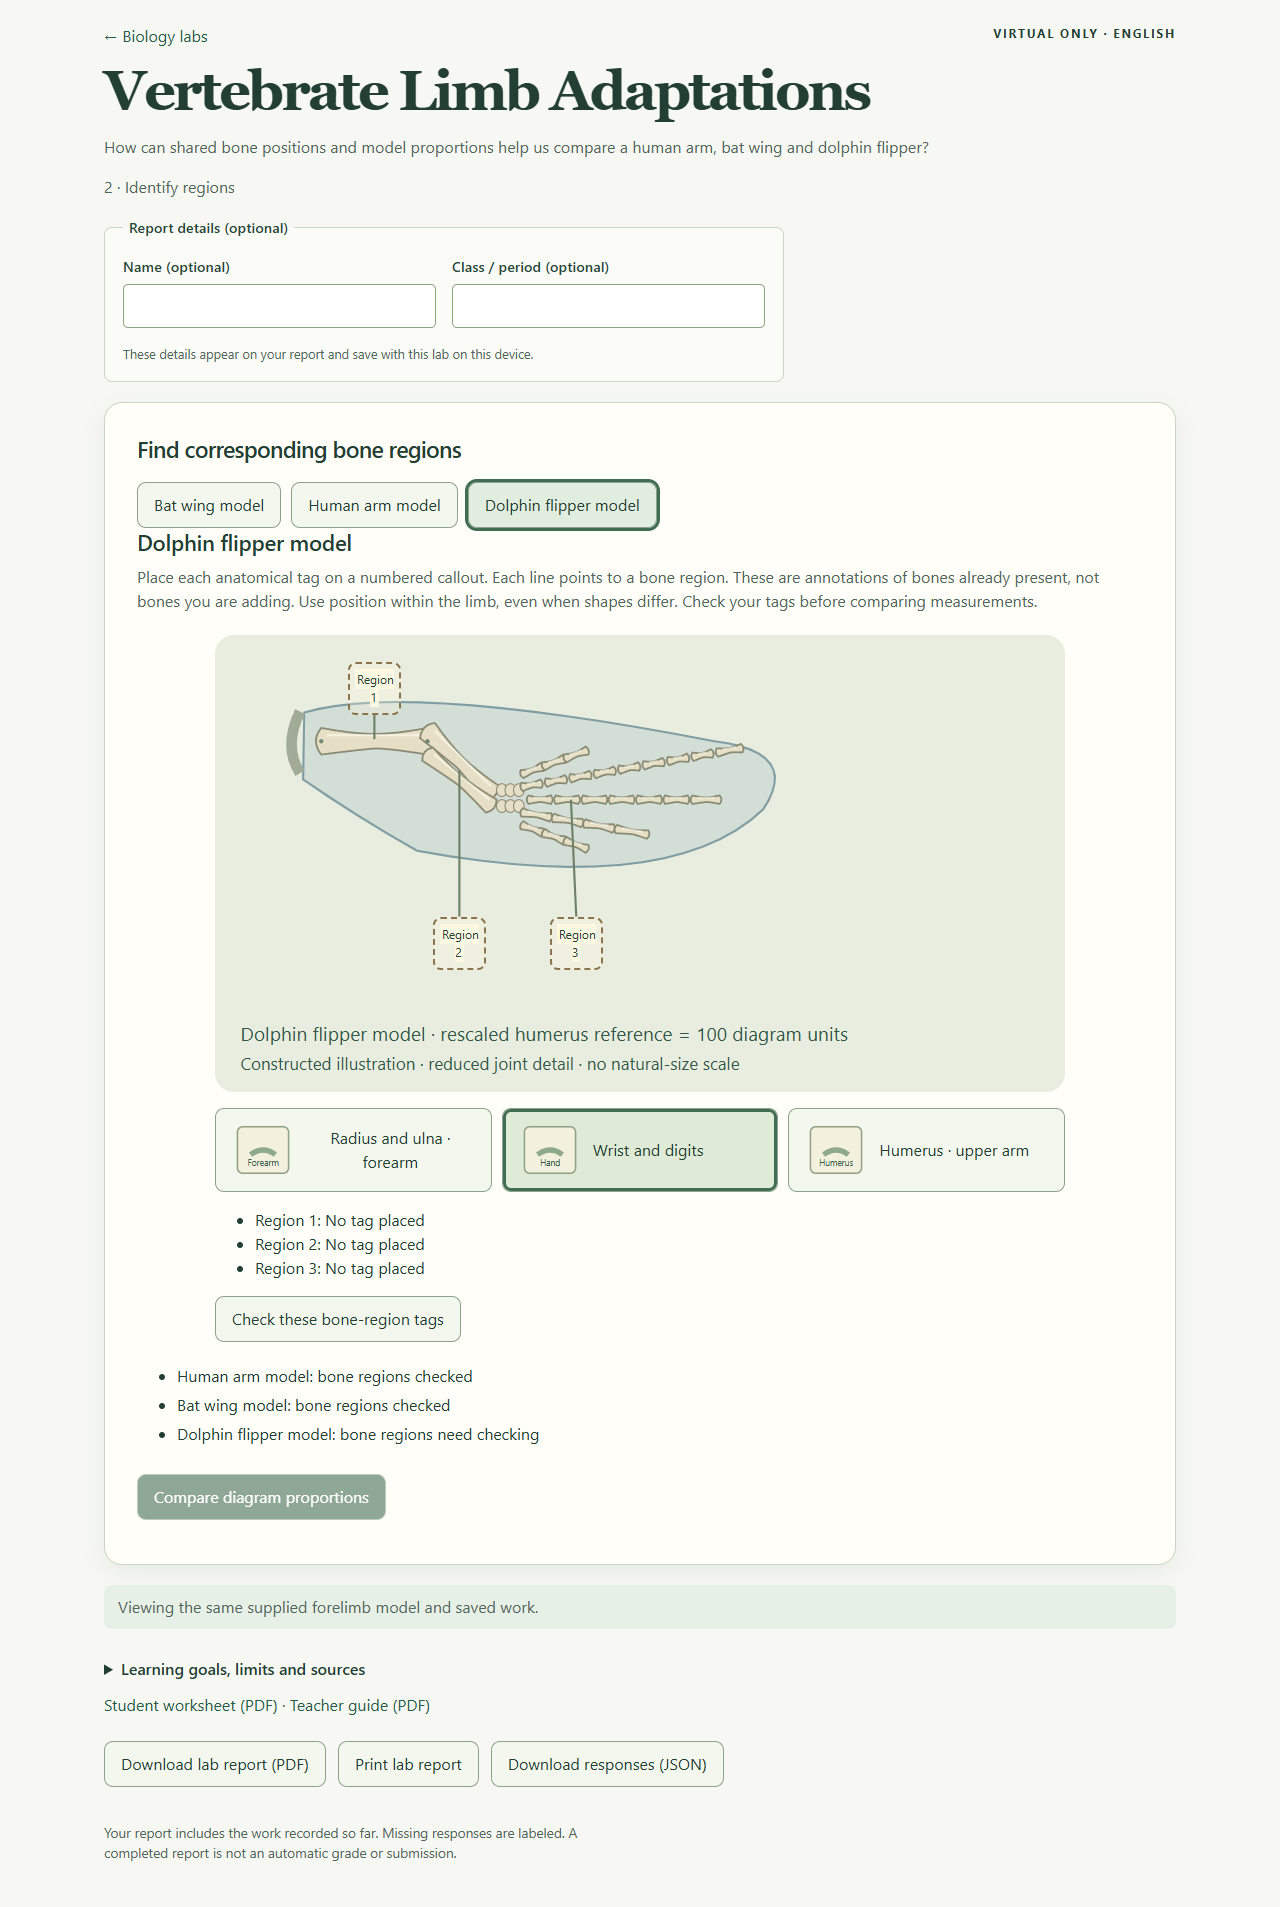 ← Biology labs
VIRTUAL ONLY · ENGLISH
Vertebrate Limb Adaptations
How can shared bone positions and model proportions help us compare a human arm, bat wing and dolphin flipper?
2 · Identify regions
Report details (optional)
Name (optional)
Class / period (optional)
These details appear on your report and save with this lab on this device.
Find corresponding bone regions
Bat wing model
Human arm model
Dolphin flipper model
Dolphin flipper model
Place each anatomical tag on a numbered callout. Each line points to a bone region. These are annotations of bones already present, not
bones you are adding. Use position within the limb, even when shapes differ. Check your tags before comparing measurements.
Region
1
Region
2
Region
3
Dolphin flipper model · rescaled humerus reference = 100 diagram units
Constructed illustration · reduced joint detail · no natural-size scale
Forearm
Radius and ulna ·
forearm
Hand
Wrist and digits
Humerus
Humerus · upper arm
• Region 1: No tag placed
• Region 2: No tag placed
• Region 3: No tag placed
Check these bone-region tags
• Human arm model: bone regions checked
• Bat wing model: bone regions checked
• Dolphin flipper model: bone regions need checking
Compare diagram proportions
Viewing the same supplied forelimb model and saved work.
▶ Learning goals, limits and sources
Student worksheet (PDF) · Teacher guide (PDF)
Download lab report (PDF)
Print lab report
Download responses (JSON)
Your report includes the work recorded so far. Missing responses are labeled. A
completed report is not an automatic grade or submission.